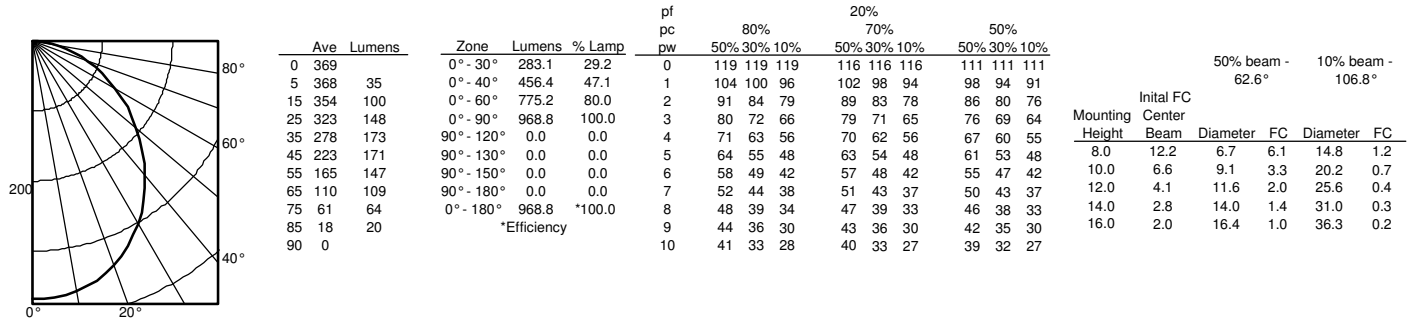 80°
60°
200
40°
0° 20°
Ave Lumens
0 369
5 368 35
15 354 100
25 323 148
35 278 173
45 223 171
55 165 147
65 110 109
75 61 64
85 18 20
90 0
Zone Lumens % Lamp
0° - 30° 283.1 29.2
0° - 40° 456.4 47.1
0° - 60° 775.2 80.0
0° - 90° 968.8 100.0
90° - 120° 0.0 0.0
90° - 130° 0.0 0.0
90° - 150° 0.0 0.0
90° - 180° 0.0 0.0
0° - 180° 968.8 *100.0
*Efficiency
pf 20%
pc 80% 70% 50%
pw 50% 30% 10% 50% 30% 10% 50% 30% 10%
0 119 119 119 116 116 116 111 111 111
1 104 100 96 102 98 94 98 94 91
2 91 84 79 89 83 78 86 80 76
3 80 72 66 79 71 65 76 69 64
4 71 63 56 70 62 56 67 60 55
5 64 55 48 63 54 48 61 53 48
6 58 49 42 57 48 42 55 47 42
7 52 44 38 51 43 37 50 43 37
8 48 39 34 47 39 33 46 38 33
9 44 36 30 43 36 30 42 35 30
10 41 33 28 40 33 27 39 32 27
50% beam - 10% beam -
62.6° 106.8°
Inital FC
Mounting Center
Height Beam Diameter FC Diameter FC
8.0 12.2 6.7 6.1 14.8 1.2
10.0 6.6 9.1 3.3 20.2 0.7
12.0 4.1 11.6 2.0 25.6 0.4
14.0 2.8 14.0 1.4 31.0 0.3
16.0 2.0 16.4 1.0 36.3 0.2